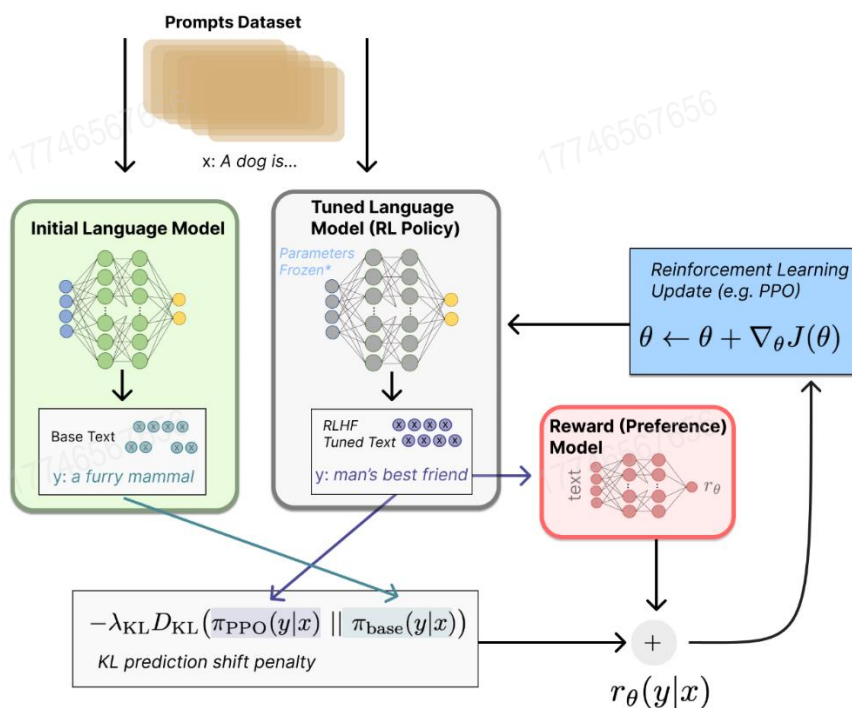 Prompts Dataset
x: A dog is...
Initial Language Model
Tuned Language
Model (RL Policy)
Parameters
Frozen*
Reinforcement Learning
Update (e.g. PPO)
θ ← θ + ∇θJ(θ)
Base Text
x x x x
x x x x
y: a furry mammal
RLHF
Tuned Text
x x x x
x x x x
y: man's best friend
Reward (Preference)
Model
text
rθ
−λKL DKL(πPPO(y|x) || πbase(y|x))
KL prediction shift penalty
+
rθ(y|x)
17746567656
17746567656
17746567656
17746567656